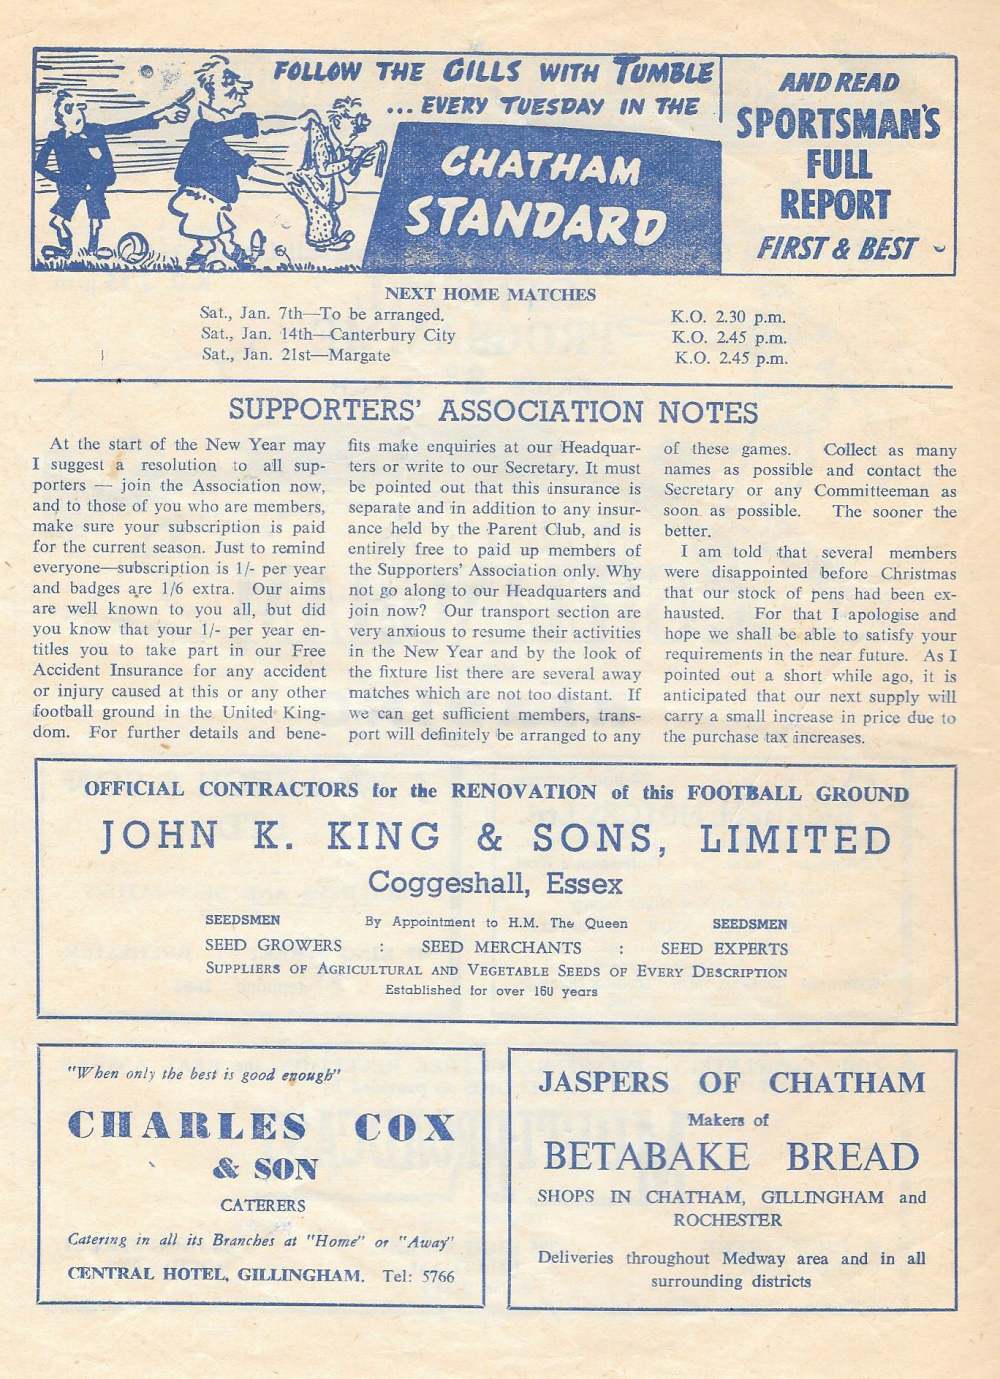 FOLLOW THE GILLS WITH TUMBLE
... EVERY TUESDAY IN THE
CHATHAM
STANDARD
AND READ
SPORTSMAN'S
FULL
REPORT
FIRST & BEST
NEXT HOME MATCHES
Sat., Jan. 7th—To be arranged. K.O. 2.30 p.m.
Sat., Jan. 14th—Canterbury City K.O. 2.45 p.m.
Sat., Jan. 21st—Margate K.O. 2.45 p.m.
SUPPORTERS' ASSOCIATION NOTES
At the start of the New Year may
I suggest a resolution to all sup-
porters — join the Association now,
and to those of you who are members,
make sure your subscription is paid
for the current season. Just to remind
everyone—subscription is 1/- per year
and badges are 1/6 extra. Our aims
are well known to you all, but did
you know that your 1/- per year en-
titles you to take part in our Free
Accident Insurance for any accident
or injury caused at this or any other
football ground in the United King-
dom. For further details and bene-
fits make enquiries at our Headquar-
ters or write to our Secretary. It must
be pointed out that this insurance is
separate and in addition to any insur-
ance held by the Parent Club, and is
entirely free to paid up members of
the Supporters' Association only. Why
not go along to our Headquarters and
join now? Our transport section are
very anxious to resume their activities
in the New Year and by the look of
the fixture list there are several away
matches which are not too distant. If
we can get sufficient members, trans-
port will definitely be arranged to any
of these games. Collect as many
names as possible and contact the
Secretary or any Committeeman as
soon as possible. The sooner the
better.
I am told that several members
were disappointed before Christmas
that our stock of pens had been ex-
hausted. For that I apologise and
hope we shall be able to satisfy your
requirements in the near future. As I
pointed out a short while ago, it is
anticipated that our next supply will
carry a small increase in price due to
the purchase tax increases.
OFFICIAL CONTRACTORS for the RENOVATION of this FOOTBALL GROUND
JOHN K. KING & SONS, LIMITED
Coggeshall, Essex
SEEDSMEN By Appointment to H.M. The Queen SEEDSMEN
SEED GROWERS : SEED MERCHANTS : SEED EXPERTS
SUPPLIERS OF AGRICULTURAL AND VEGETABLE SEEDS OF EVERY DESCRIPTION
Established for over 160 years
"When only the best is good enough"
CHARLES COX
& SON
CATERERS
Catering in all its Branches at "Home" or "Away"
CENTRAL HOTEL, GILLINGHAM. Tel: 5766
JASPERS OF CHATHAM
Makers of
BETABAKE BREAD
SHOPS IN CHATHAM, GILLINGHAM and
ROCHESTER
Deliveries throughout Medway area and in all
surrounding districts